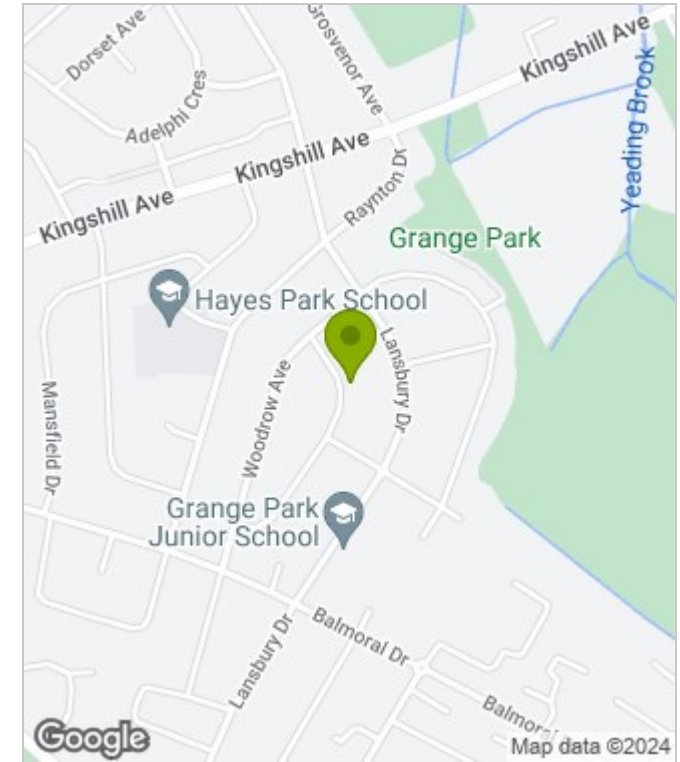 Dorset Ave
Grosvenor Ave
Kingshill Ave
Adelphi Cres
Yeading Brook
Kingshill Ave
Raynton Dr
Kingshill Ave
Grange Park
Hayes Park School
Lansbury Dr
Mansfield Dr
Woodrow Ave
Grange Park
Junior School
Balmoral Dr
Lansbury Dr
Balmoral
Google
Map data ©2024